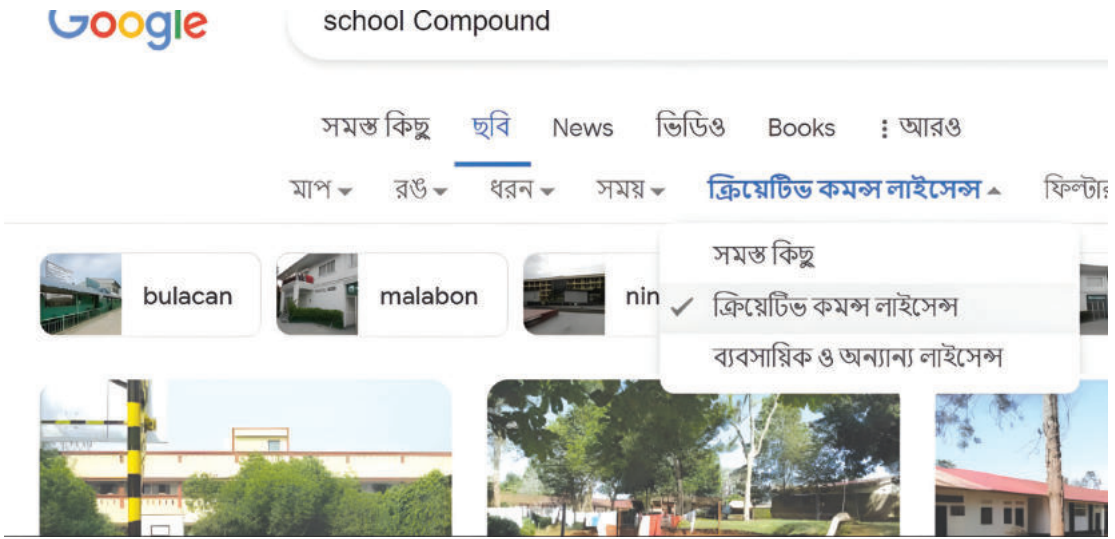 Google
school Compound
সমস্ত কিছু ছবি News ভিডিও Books : আরও
মাপ রঙ ধরন সময় ক্রিয়েটিভ কমন্স লাইসেন্স ফিল্টার
সমস্ত কিছু
bulacan malabon nin ক্রিয়েটিভ কমন্স লাইসেন্স
ব্যবসায়িক ও অন্যান্য লাইসেন্স